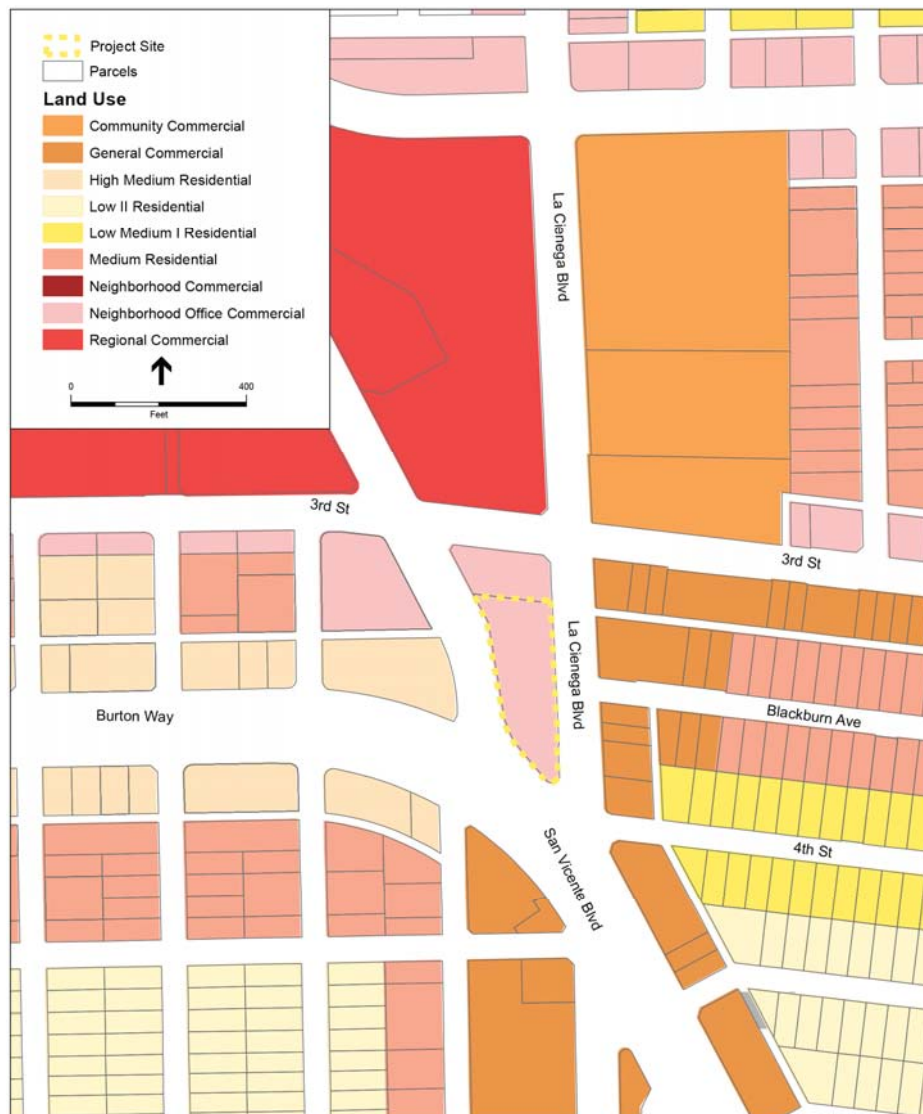 Project Site
Parcels
Land Use
Community Commercial
General Commercial
High Medium Residential
Low II Residential
Low Medium I Residential
Medium Residential
Neighborhood Commercial
Neighborhood Office Commercial
Regional Commercial
0 400
Feet
La Cienega Blvd
3rd St
3rd St
La Cienega Blvd
Burton Way
Blackburn Ave
4th St
San Vicente Blvd